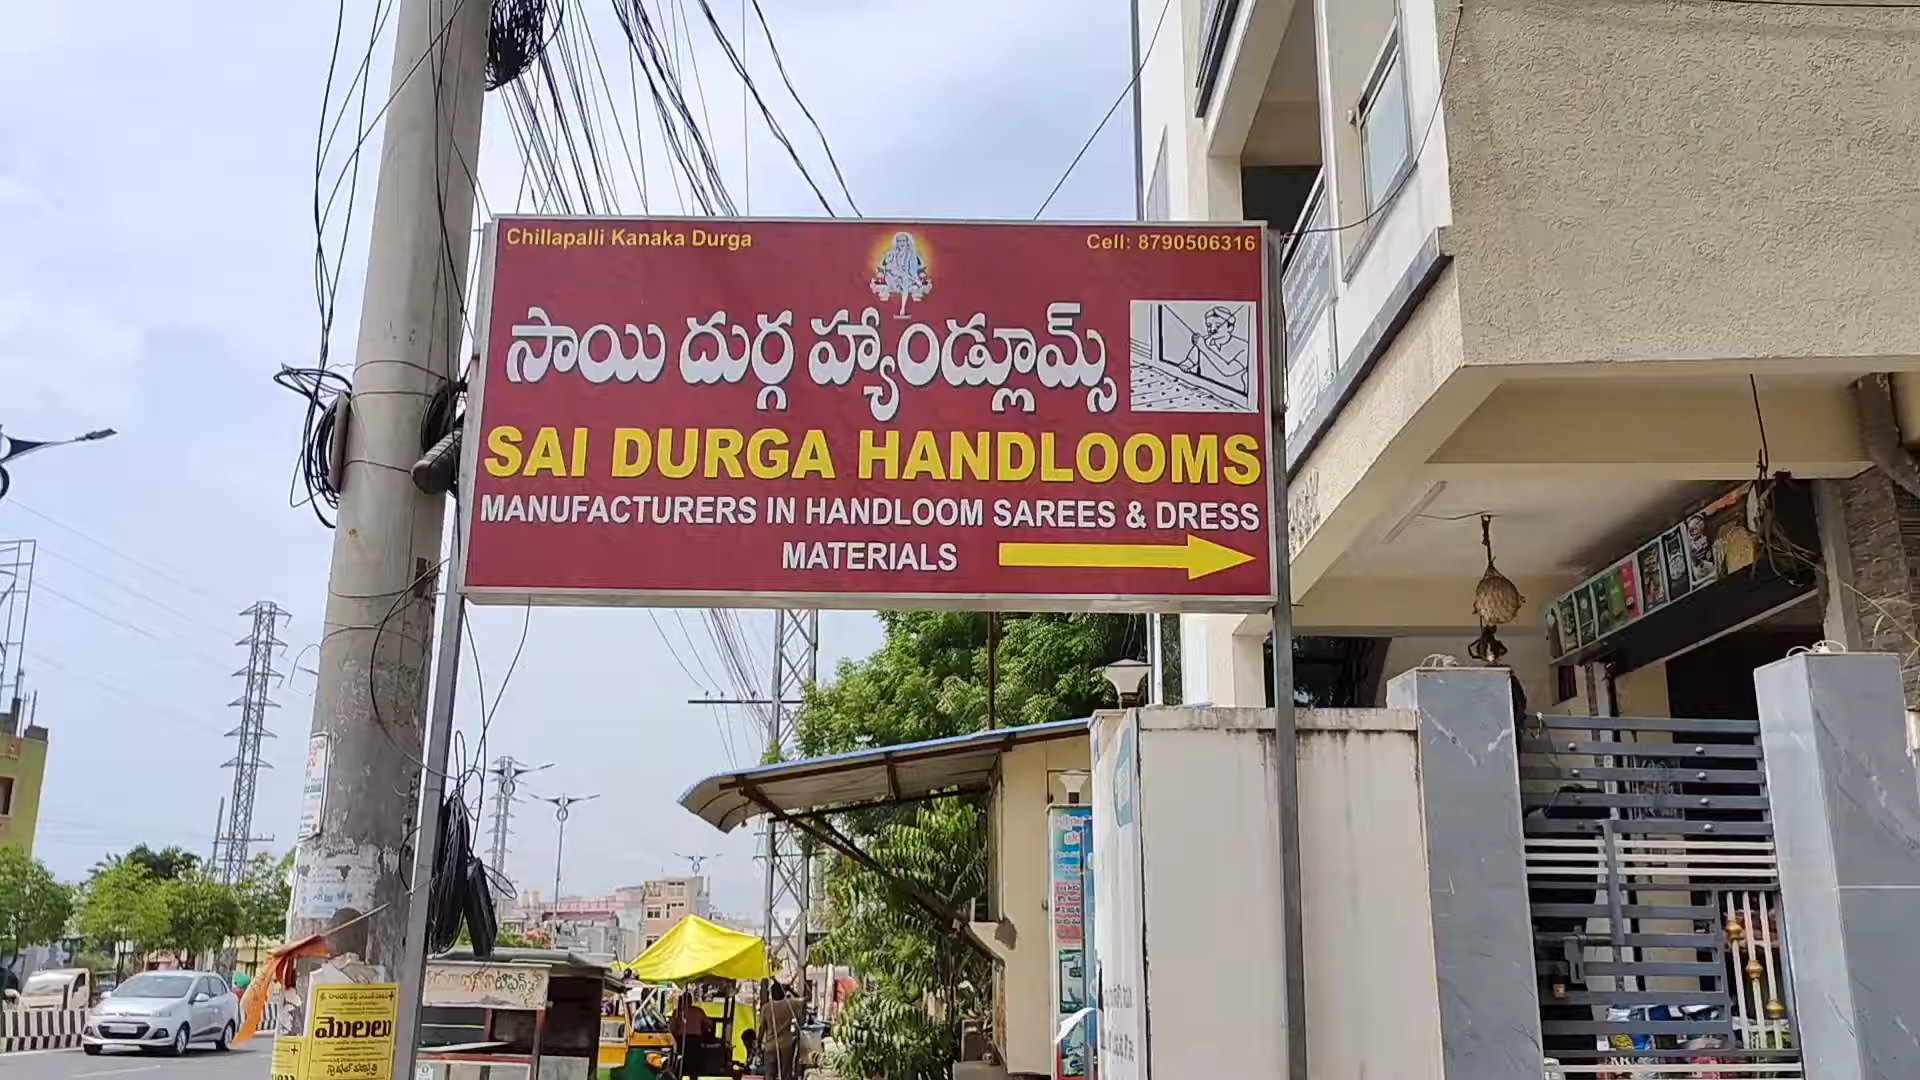 Chillapalli Kanaka Durga
Cell: 8790506316
సాయి దుర్గ హ్యాండ్లూమ్స్
SAI DURGA HANDLOOMS
MANUFACTURERS IN HANDLOOM SAREES & DRESS
MATERIALS
మొలలు